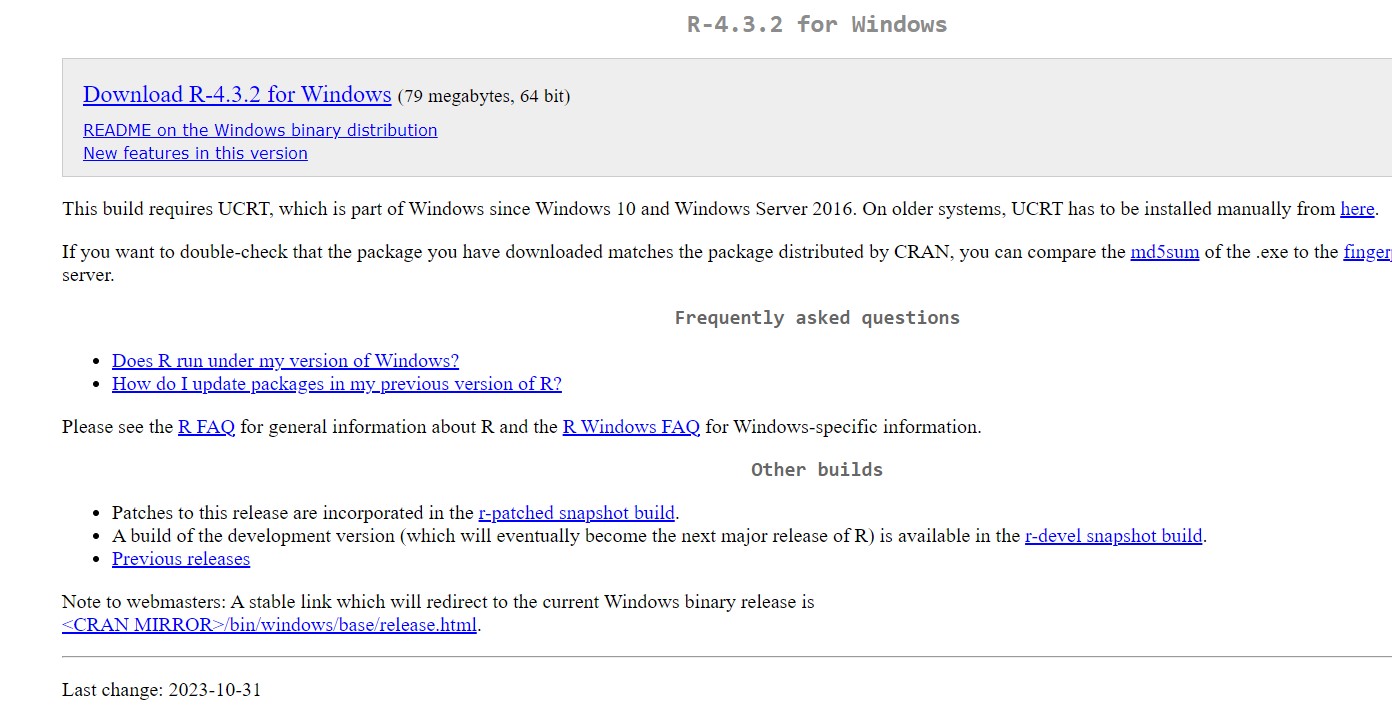 R-4.3.2 for Windows
Download R-4.3.2 for Windows (79 megabytes, 64 bit)
README on the Windows binary distribution
New features in this version
This build requires UCRT, which is part of Windows since Windows 10 and Windows Server 2016. On older systems, UCRT has to be installed manually from here.
If you want to double-check that the package you have downloaded matches the package distributed by CRAN, you can compare the md5sum of the .exe to the
server.
Frequently asked questions
• Does R run under my version of Windows?
• How do I update packages in my previous version of R?
Please see the R FAQ for general information about R and the R Windows FAQ for Windows-specific information.
Other builds
• Patches to this release are incorporated in the r-patched snapshot build.
• A build of the development version (which will eventually become the next major release of R) is available in the r-devel snapshot build.
• Previous releases
Note to webmasters: A stable link which will redirect to the current Windows binary release is
<CRAN MIRROR>/bin/windows/base/release.html.
Last change: 2023-10-31